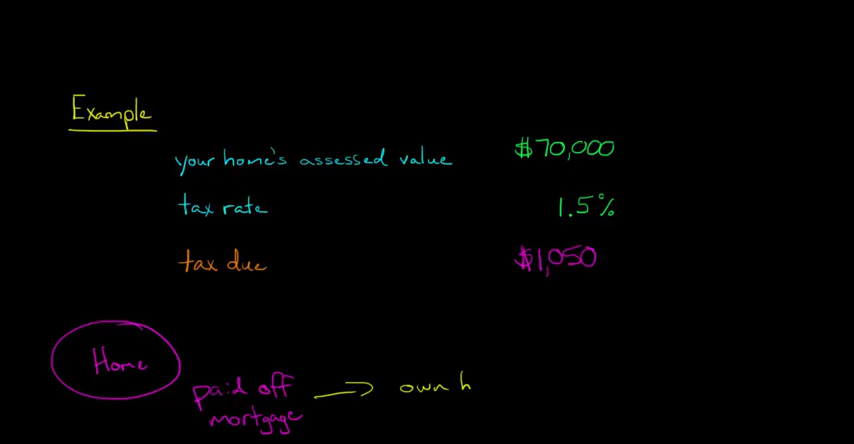 Example
your home's assessed value $70,000
tax rate 1.5%
tax due $1,050
Home
paid off own h
mortgage